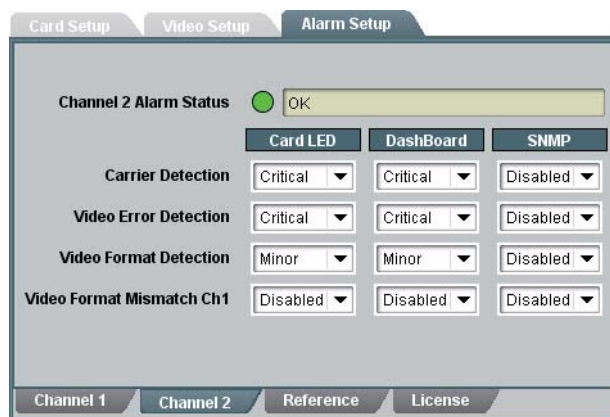 Card Setup Video Setup Alarm Setup
Channel 2 Alarm Status OK
Card LED DashBoard SNMP
Carrier Detection Critical Critical Disabled
Video Error Detection Critical Critical Disabled
Video Format Detection Minor Minor Disabled
Video Format Mismatch Ch1 Disabled Disabled Disabled
Channel 1 Channel 2 Reference License